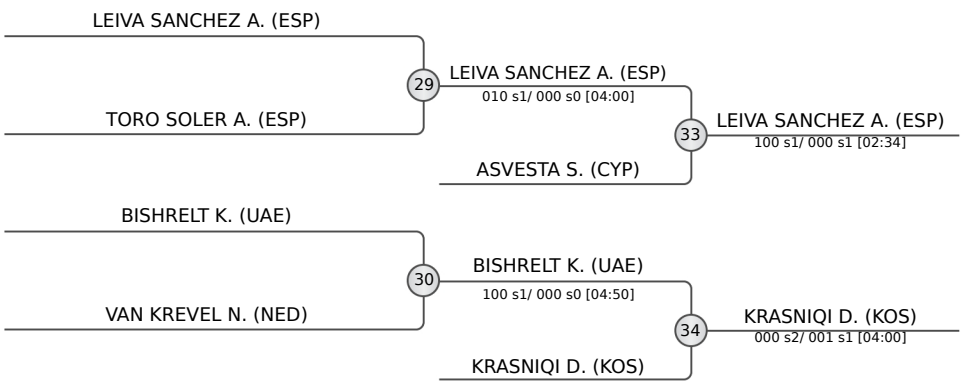 LEIVA SANCHEZ A. (ESP)
29
TORO SOLER A. (ESP)
LEIVA SANCHEZ A. (ESP)
010 s1/ 000 s0 [04:00]
33
ASVESTA S. (CYP)
LEIVA SANCHEZ A. (ESP)
100 s1/ 000 s1 [02:34]
BISHRELT K. (UAE)
30
VAN KREVEL N. (NED)
BISHRELT K. (UAE)
100 s1/ 000 s0 [04:50]
34
KRASNIQI D. (KOS)
KRASNIQI D. (KOS)
000 s2/ 001 s1 [04:00]